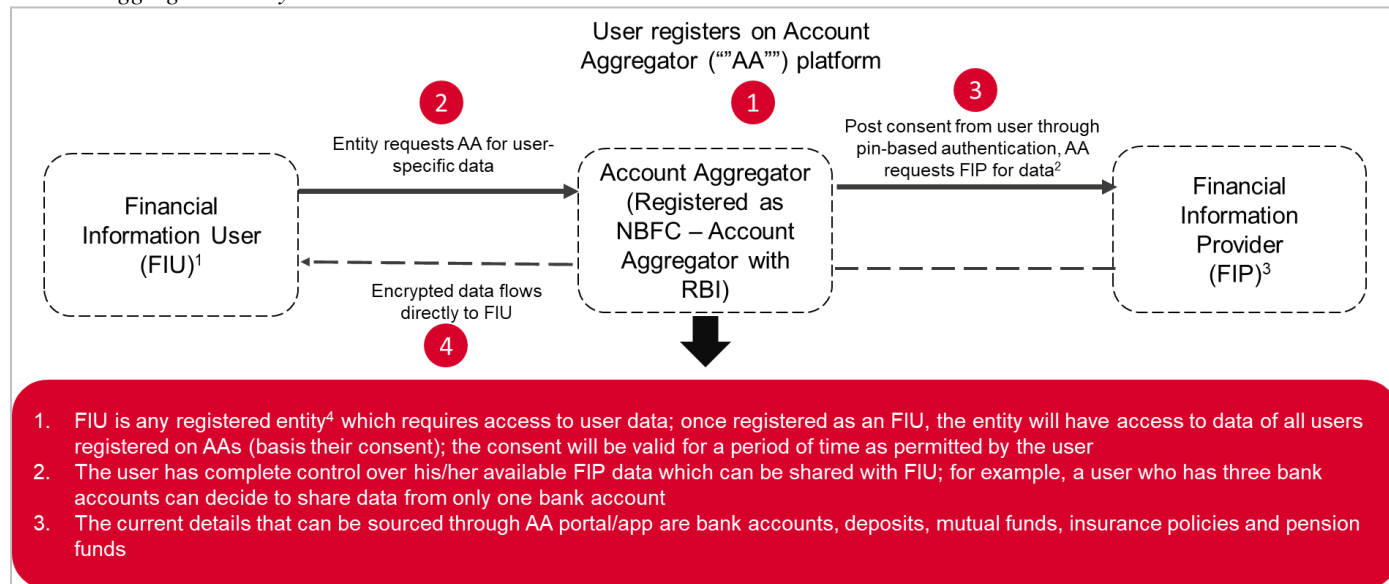 User registers on Account
Aggregator (“”AA””) platform
2
1
3
Entity requests AA for user-
specific data
Post consent from user through
pin-based authentication, AA
requests FIP for data2
Financial
Information User
(FIU)1
Account Aggregator
(Registered as
NBFC – Account
Aggregator with
RBI)
Financial
Information
Provider
(FIP)3
Encrypted data flows
directly to FIU
4
1. FIU is any registered entity4 which requires access to user data; once registered as an FIU, the entity will have access to data of all users
registered on AAs (basis their consent); the consent will be valid for a period of time as permitted by the user
2. The user has complete control over his/her available FIP data which can be shared with FIU; for example, a user who has three bank
accounts can decide to share data from only one bank account
3. The current details that can be sourced through AA portal/app are bank accounts, deposits, mutual funds, insurance policies and pension
funds